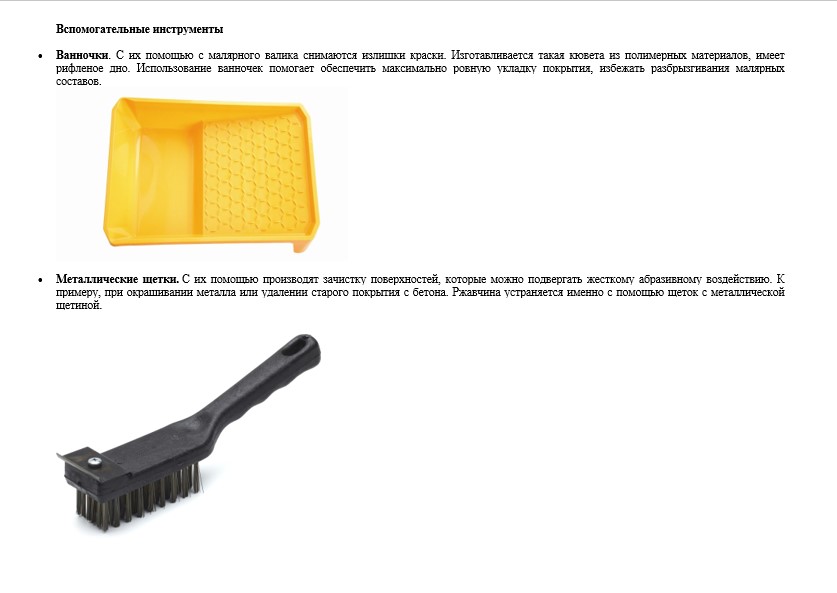 Вспомогательные инструменты
• Ванночки. С их помощью с малярного валика снимаются излишки краски. Изготавливается такая кювета из полимерных материалов, имеет
рифленое дно. Использование ванночек помогает обеспечить максимально ровную укладку покрытия, избежать разбрызгивания малярных
составов.
• Металлические щетки. С их помощью производят зачистку поверхностей, которые можно подвергать жесткому абразивному воздействию. К
примеру, при окрашивании металла или удалении старого покрытия с бетона. Ржавчина устраняется именно с помощью щеток с металлической
щетиной.